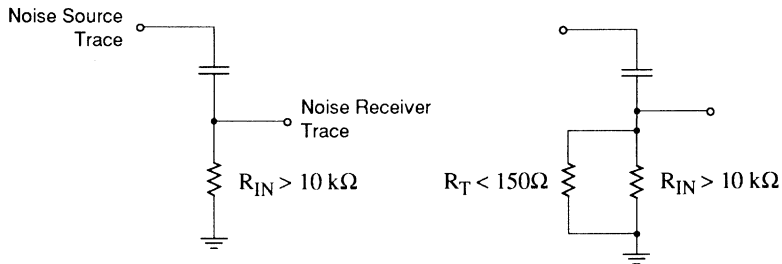 Noise Source
Trace
Noise Receiver
Trace
R_IN > 10 kΩ
R_T < 150Ω
R_IN > 10 kΩ